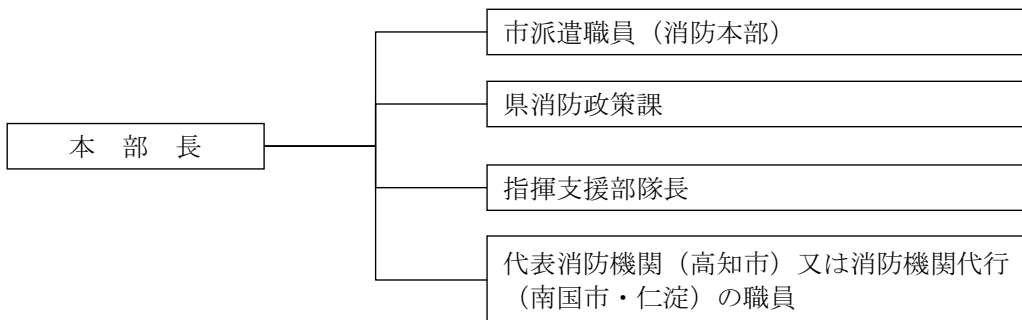 市派遣職員（消防本部）
県消防政策課
本　部　長
指揮支援部隊長
代表消防機関（高知市）又は消防機関代行
（南国市・仁淀）の職員